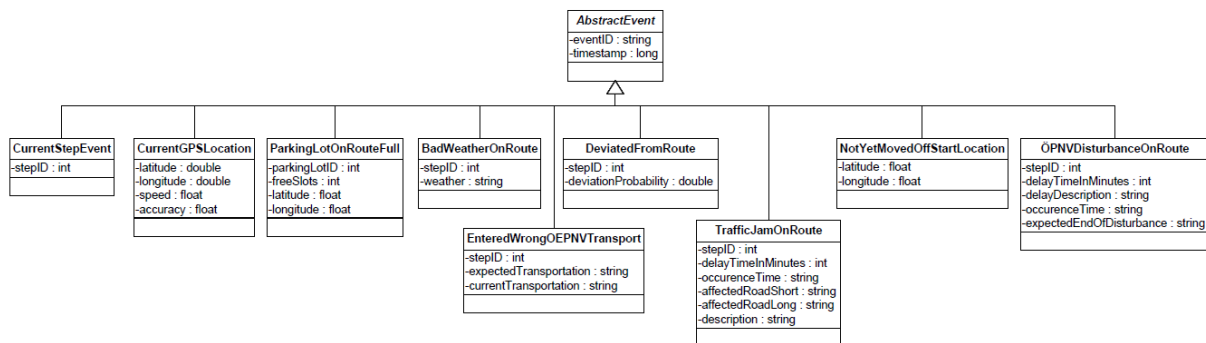 AbstractEvent
-eventID : string
-timestamp : long
CurrentStepEvent
-stepID : int
CurrentGPSLocation
-latitude : double
-longitude : double
-speed : float
-accuracy : float
ParkingLotOnRouteFull
-parkingLotID : int
-freeSlots : int
-latitude : float
-longitude : float
BadWeatherOnRoute
-stepID : int
-weather : string
DeviatedFromRoute
-stepID : int
-deviationProbability : double
NotYetMovedOffStartLocation
-latitude : float
-longitude : float
ÖPNVDisturbanceOnRoute
-stepID : int
-delayTimeInMinutes : int
-delayDescription : string
-occurenceTime : string
-expectedEndOfDisturbance : string
EnteredWrongOEPNVTransport
-stepID : int
-expectedTransportation : string
-currentTransportation : string
TrafficJamOnRoute
-stepID : int
-delayTimeInMinutes : int
-occurenceTime : string
-affectedRoadShort : string
-affectedRoadLong : string
-description : string